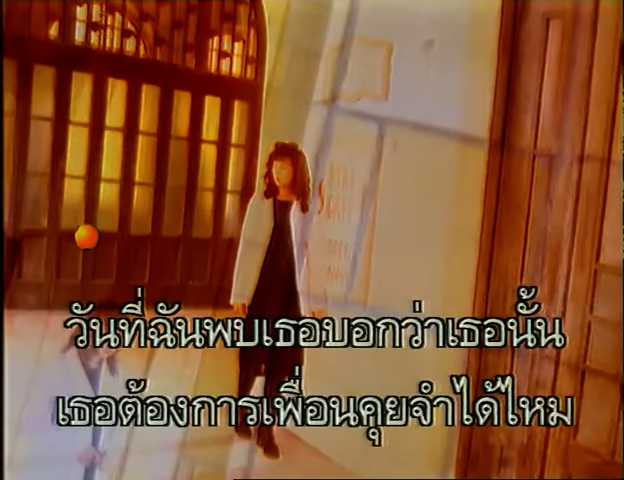 วันที่ฉันพบเธอบอกว่าเธอนั้น
เธอต้องการเพื่อนคุยจำได้ไหม